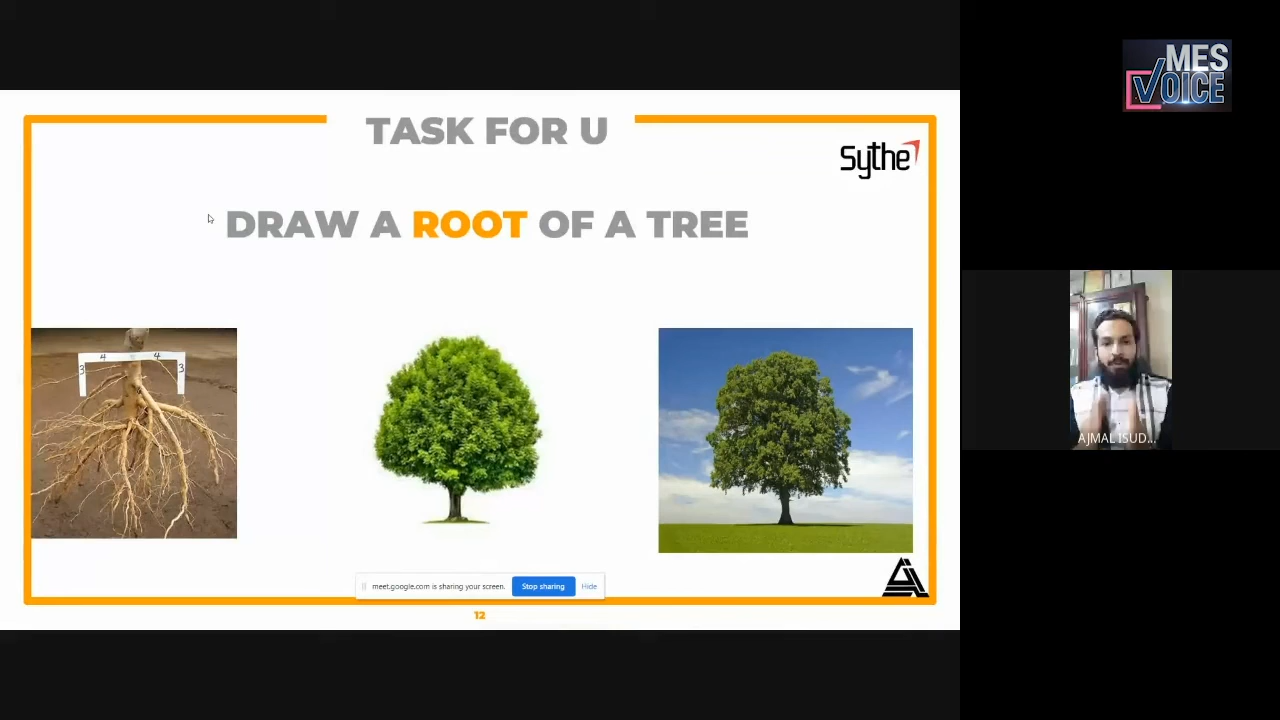 MES
VOICE
TASK FOR U
Sythe
DRAW A ROOT OF A TREE
4 4
3 3
AJMAL ISUD...
meet.google.com is sharing your screen. Stop sharing Hide
12